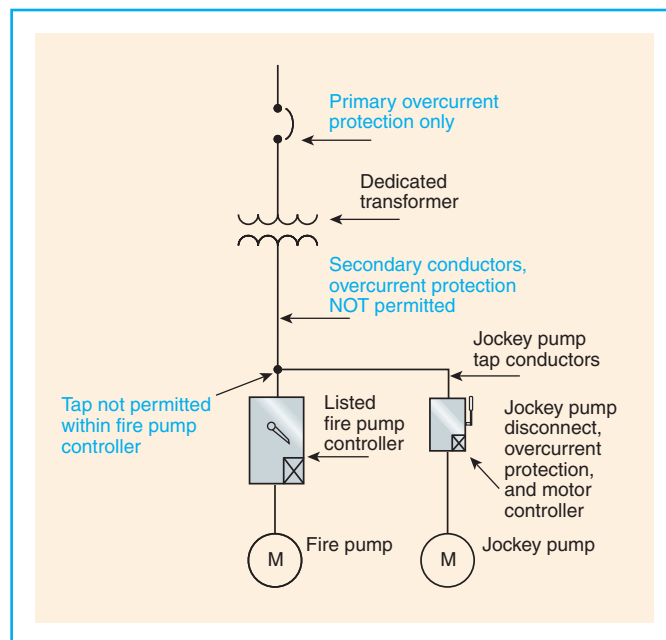 Primary overcurrent
protection only
Dedicated
transformer
Secondary conductors,
overcurrent protection
NOT permitted
Jockey pump
tap conductors
Tap not permitted
within fire pump
controller
Listed
fire pump
controller
Jockey pump
disconnect,
overcurrent
protection,
and motor
controller
M
Fire pump
M
Jockey pump